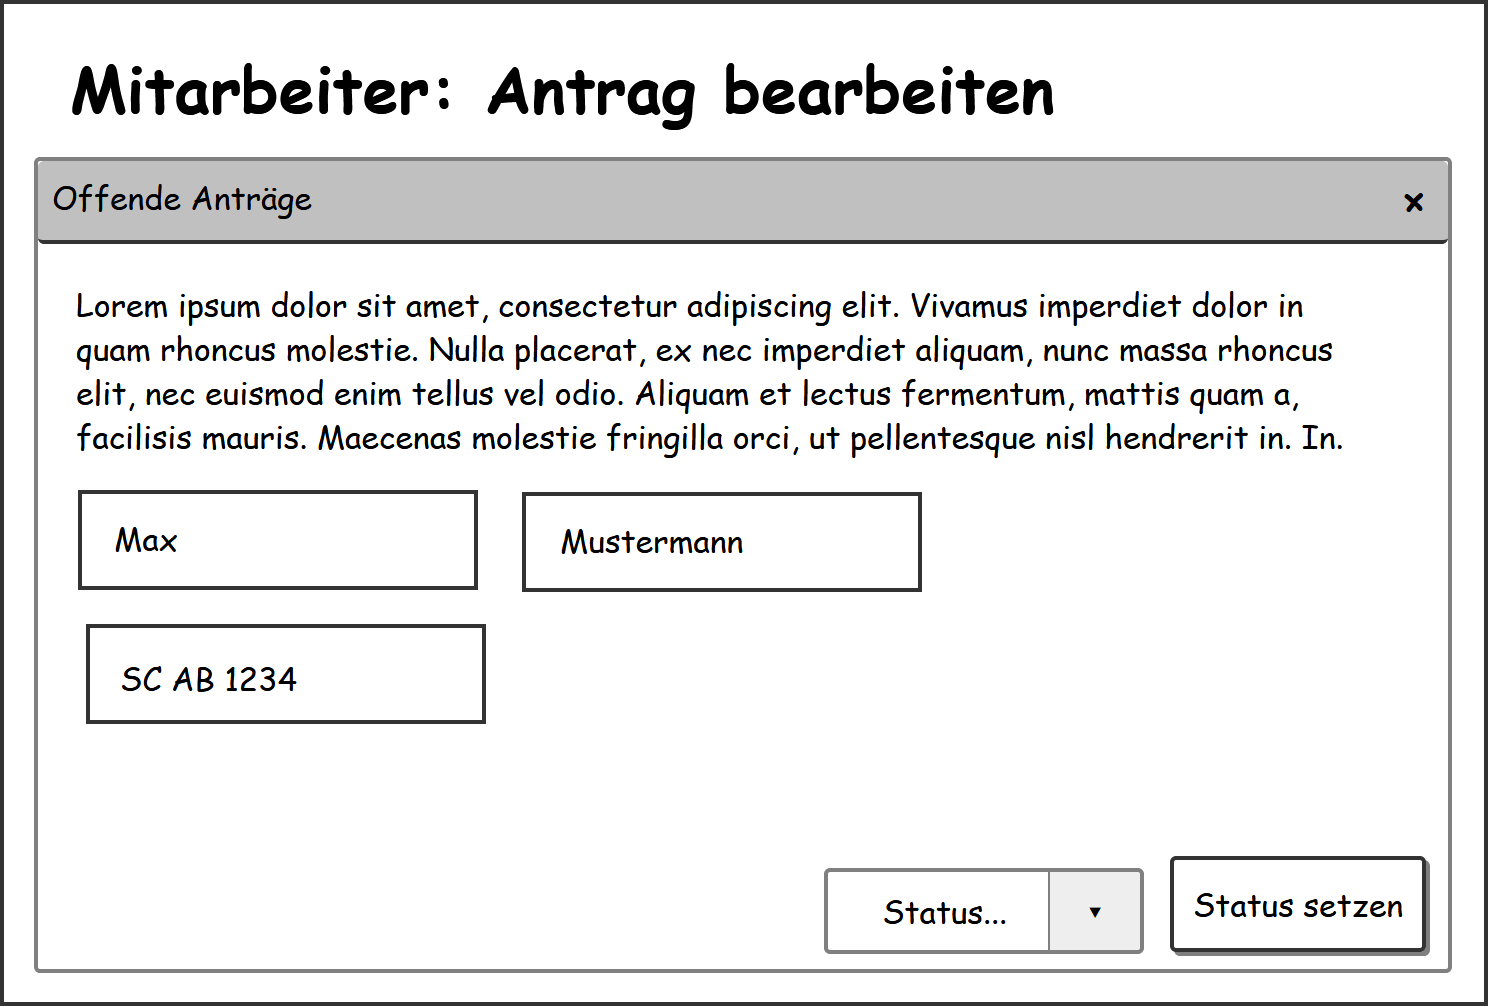 Mitarbeiter: Antrag bearbeiten
Offende Anträge
Lorem ipsum dolor sit amet, consectetur adipiscing elit. Vivamus imperdiet dolor in
quam rhoncus molestie. Nulla placerat, ex nec imperdiet aliquam, nunc massa rhoncus
elit, nec euismod enim tellus vel odio. Aliquam et lectus fermentum, mattis quam a,
facilisis mauris. Maecenas molestie fringilla orci, ut pellentesque nisl hendrerit in. In.
Max
Mustermann
SC AB 1234
Status...
Status setzen